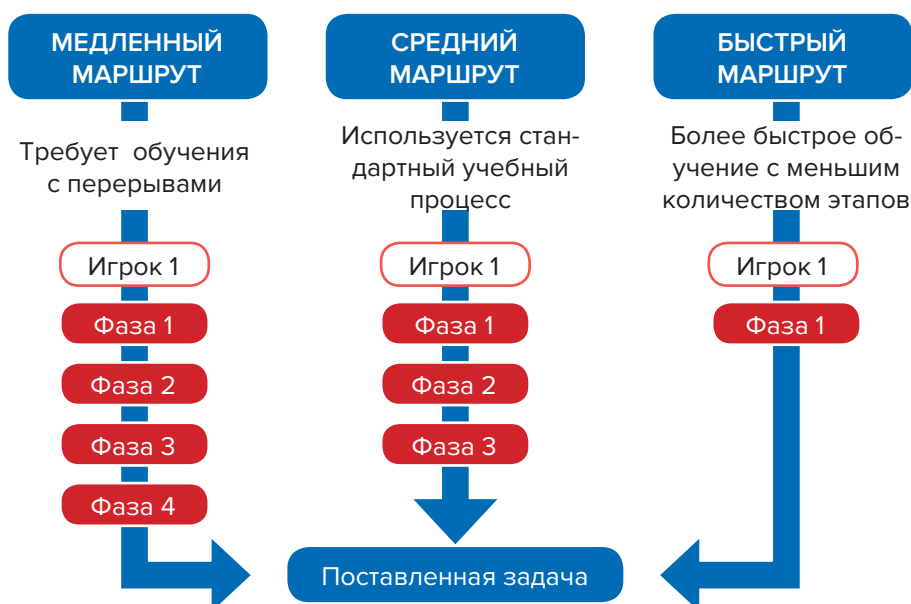 МЕДЛЕННЫЙ
МАРШРУТ
Требует обучения
с перерывами
Игрок 1
Фаза 1
Фаза 2
Фаза 3
Фаза 4
СРЕДНИЙ
МАРШРУТ
Используется стан-
дартный учебный
процесс
Игрок 1
Фаза 1
Фаза 2
Фаза 3
БЫСТРЫЙ
МАРШРУТ
Более быстрое об-
учение с меньшим
количеством этапов
Игрок 1
Фаза 1
Поставленная задача